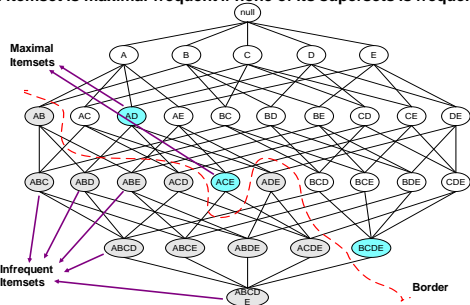 Itemset is maximal frequent if none of its supersets is frequen
null
Maximal
Itemsets
A B C D E
AB AC AD AE BC BD BE CD CE DE
ABC ABD ABE ACD ACE ADE BCD BCE BDE CDE
ABCD ABCE ABDE ACDE BCDE
Infrequent
Itemsets
Border
ABCD
E